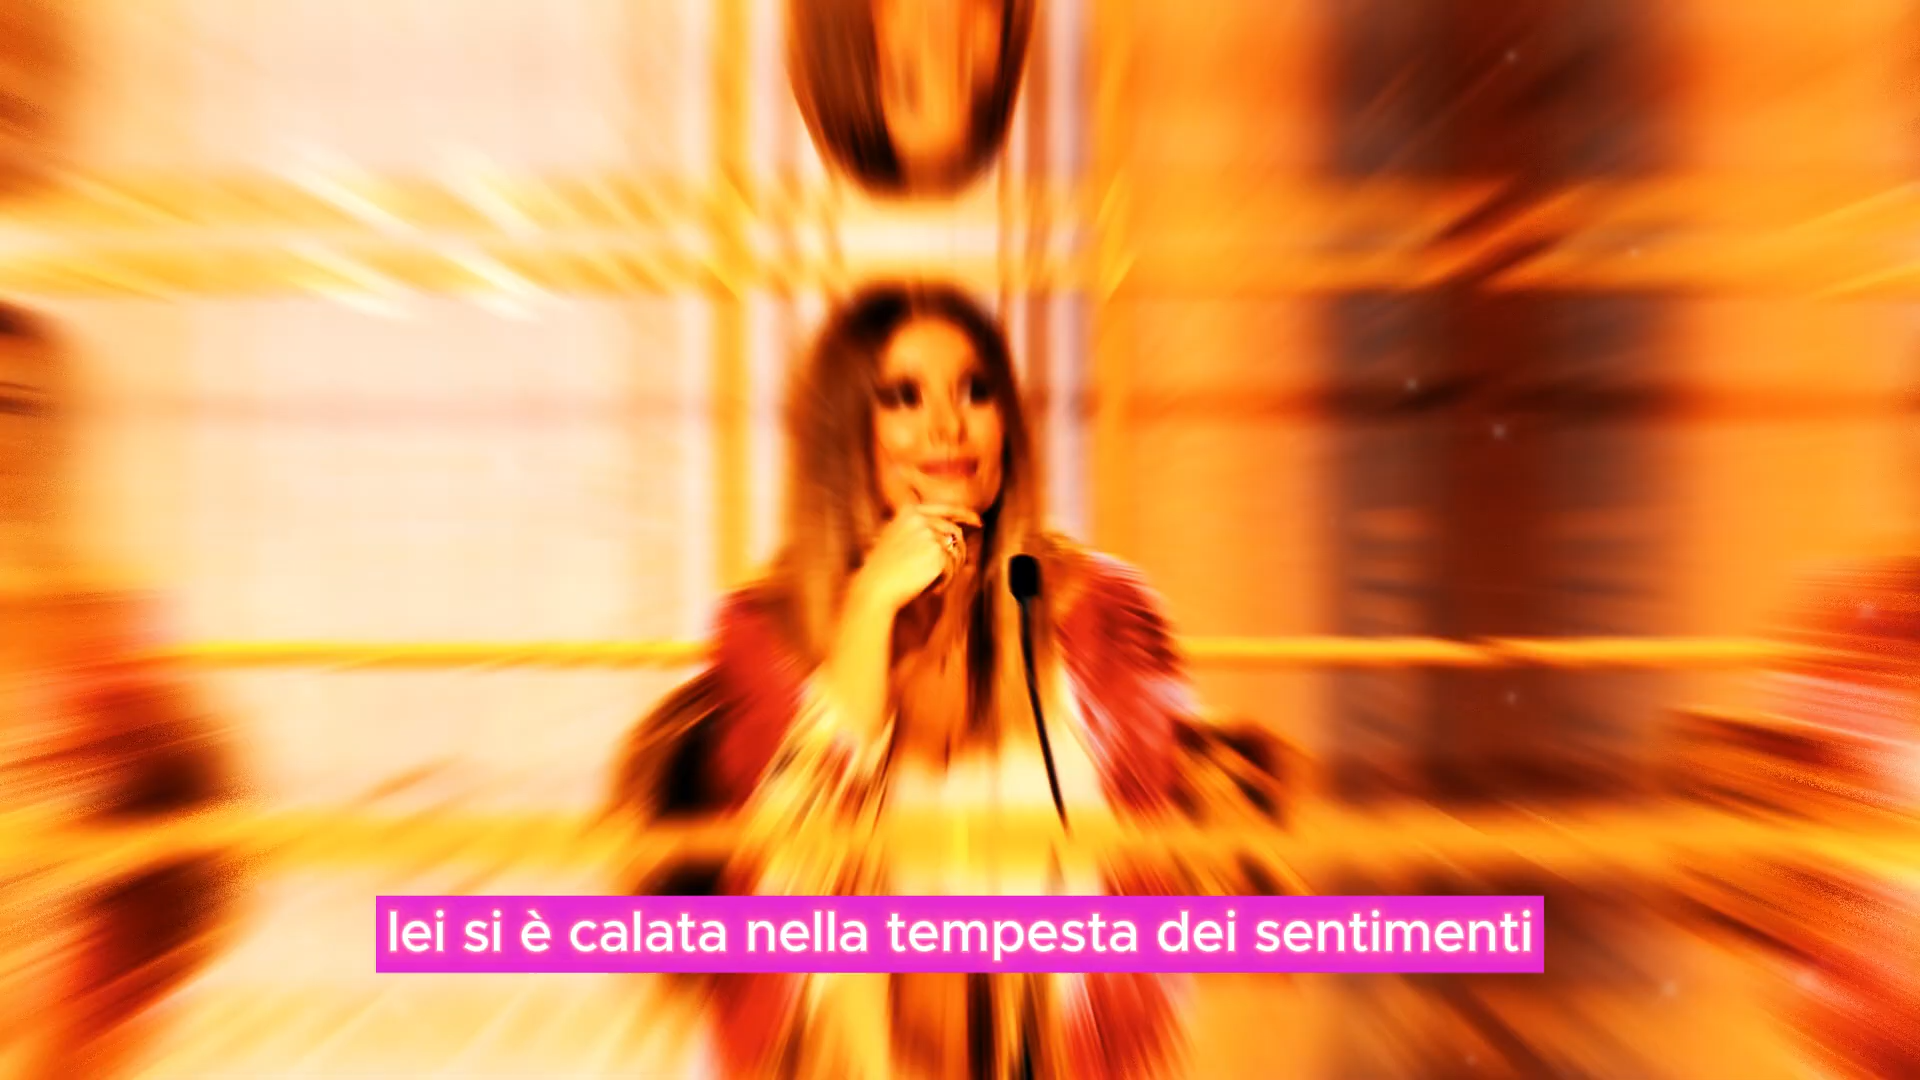 lei si è calata nella tempesta dei sentimenti